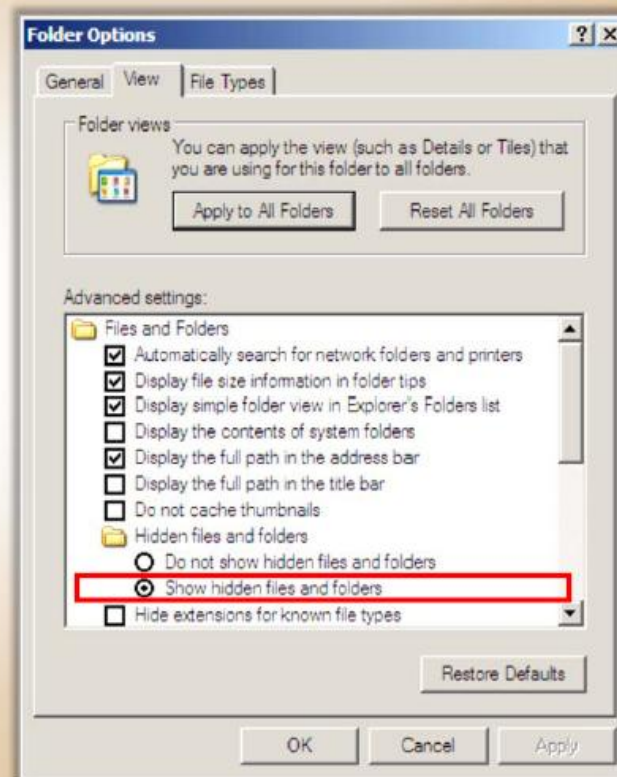 Folder Options
General View File Types
Folder views
You can apply the view (such as Details or Tiles) that
you are using for this folder to all folders.
Apply to All Folders Reset All Folders
Advanced settings:
Files and Folders
Automatically search for network folders and printers
Display file size information in folder tips
Display simple folder view in Explorer's Folders list
Display the contents of system folders
Display the full path in the address bar
Display the full path in the title bar
Do not cache thumbnails
Hidden files and folders
Do not show hidden files and folders
Show hidden files and folders
Hide extensions for known file types
Restore Defaults
OK Cancel Apply